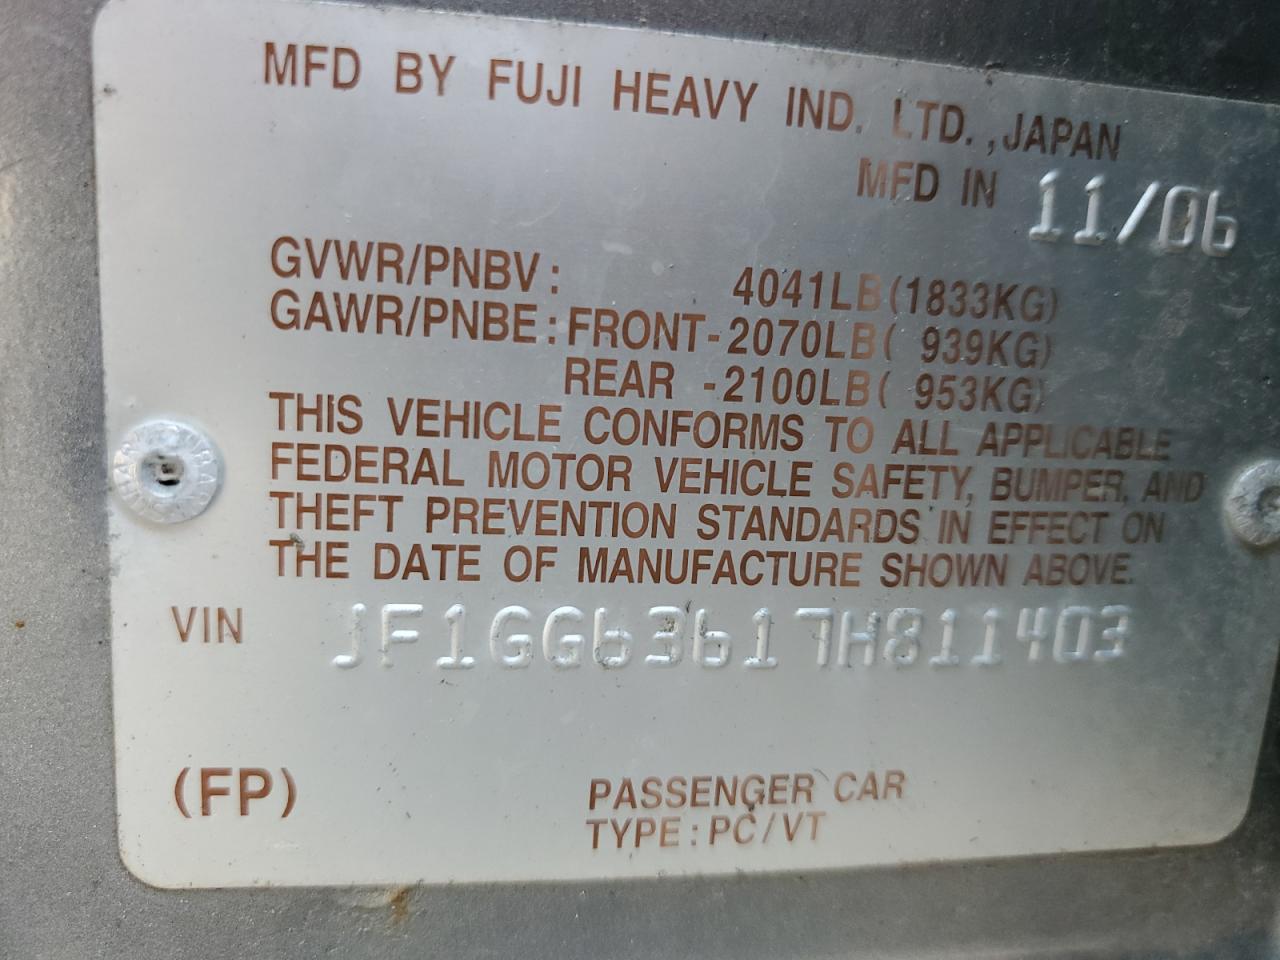 MFD BY FUJI HEAVY IND. LTD.,JAPAN
MFD IN 11/06
GVWR/PNBV: 4041LB(1833KG)
GAWR/PNBE:FRONT-2070LB( 939KG)
REAR -2100LB( 953KG)
THIS VEHICLE CONFORMS TO ALL APPLICABLE
FEDERAL MOTOR VEHICLE SAFETY, BUMPER, AND
THEFT PREVENTION STANDARDS IN EFFECT ON
THE DATE OF MANUFACTURE SHOWN ABOVE.
VIN JF1GG63617H811403
(FP) PASSENGER CAR
TYPE:PC/VT